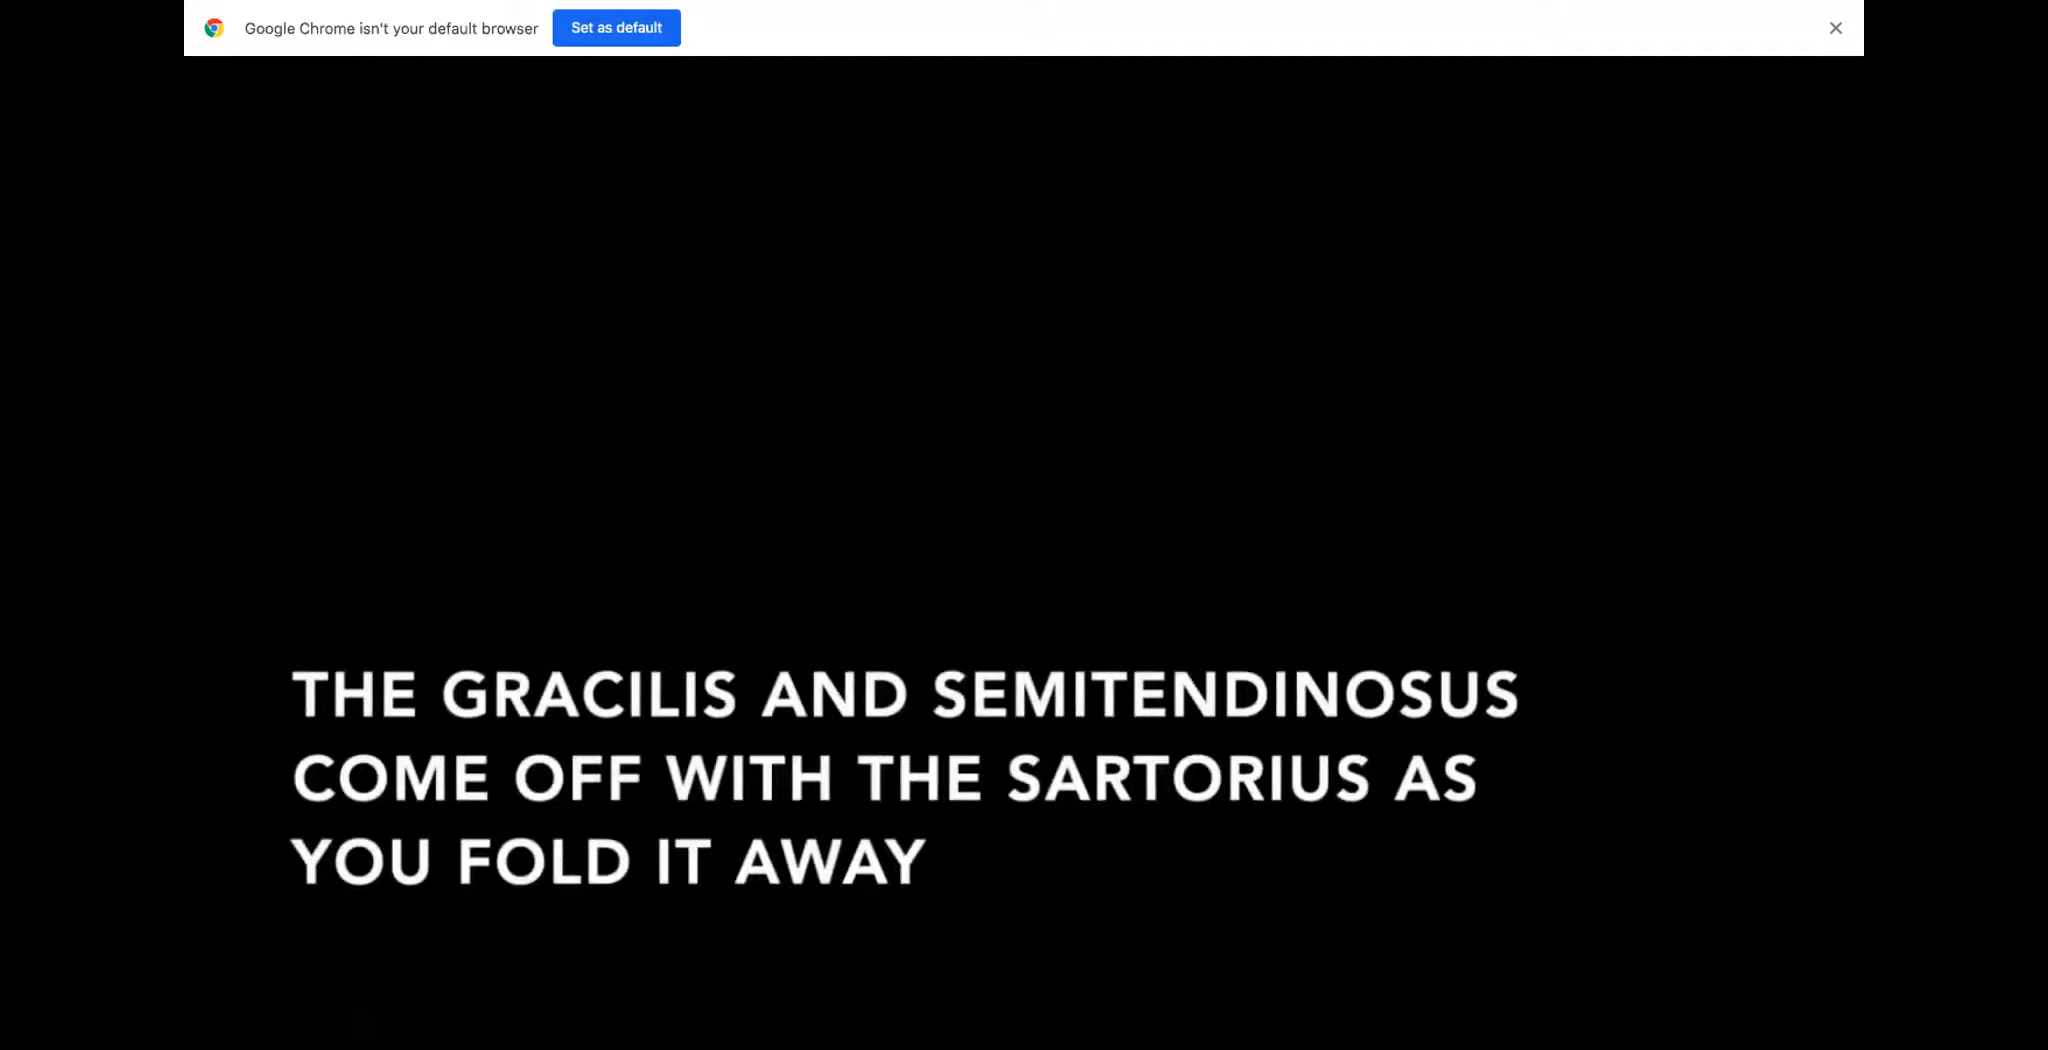 Google Chrome isn't your default browser Set as default
THE GRACILIS AND SEMITENDINOSUS
COME OFF WITH THE SARTORIUS AS
YOU FOLD IT AWAY